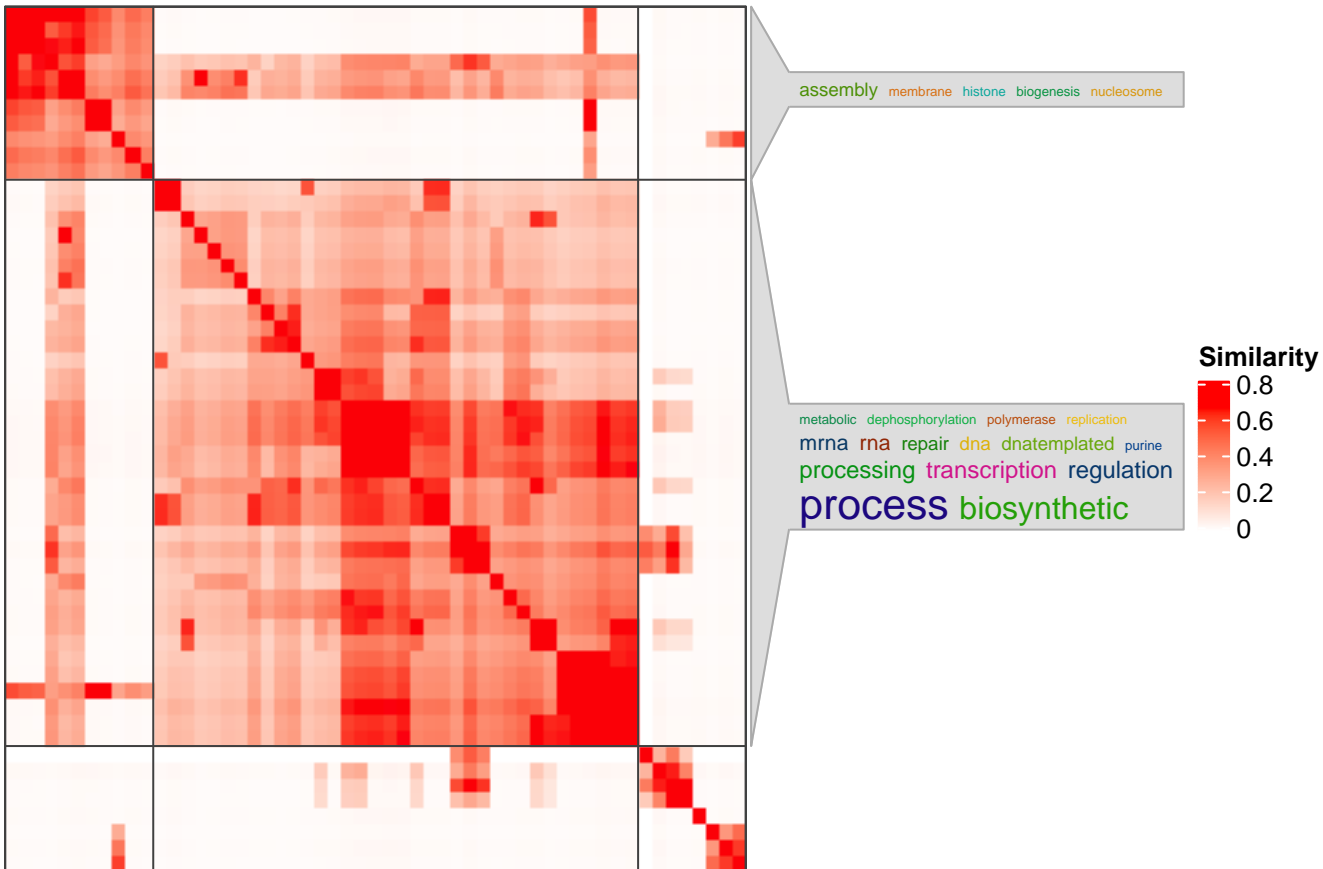 assembly membrane histone biogenesis nucleosome
metabolic dephosphorylation polymerase replication
mrna rna repair dna dnatemplated purine
processing transcription regulation
process biosynthetic
Similarity
0.8
0.6
0.4
0.2
0